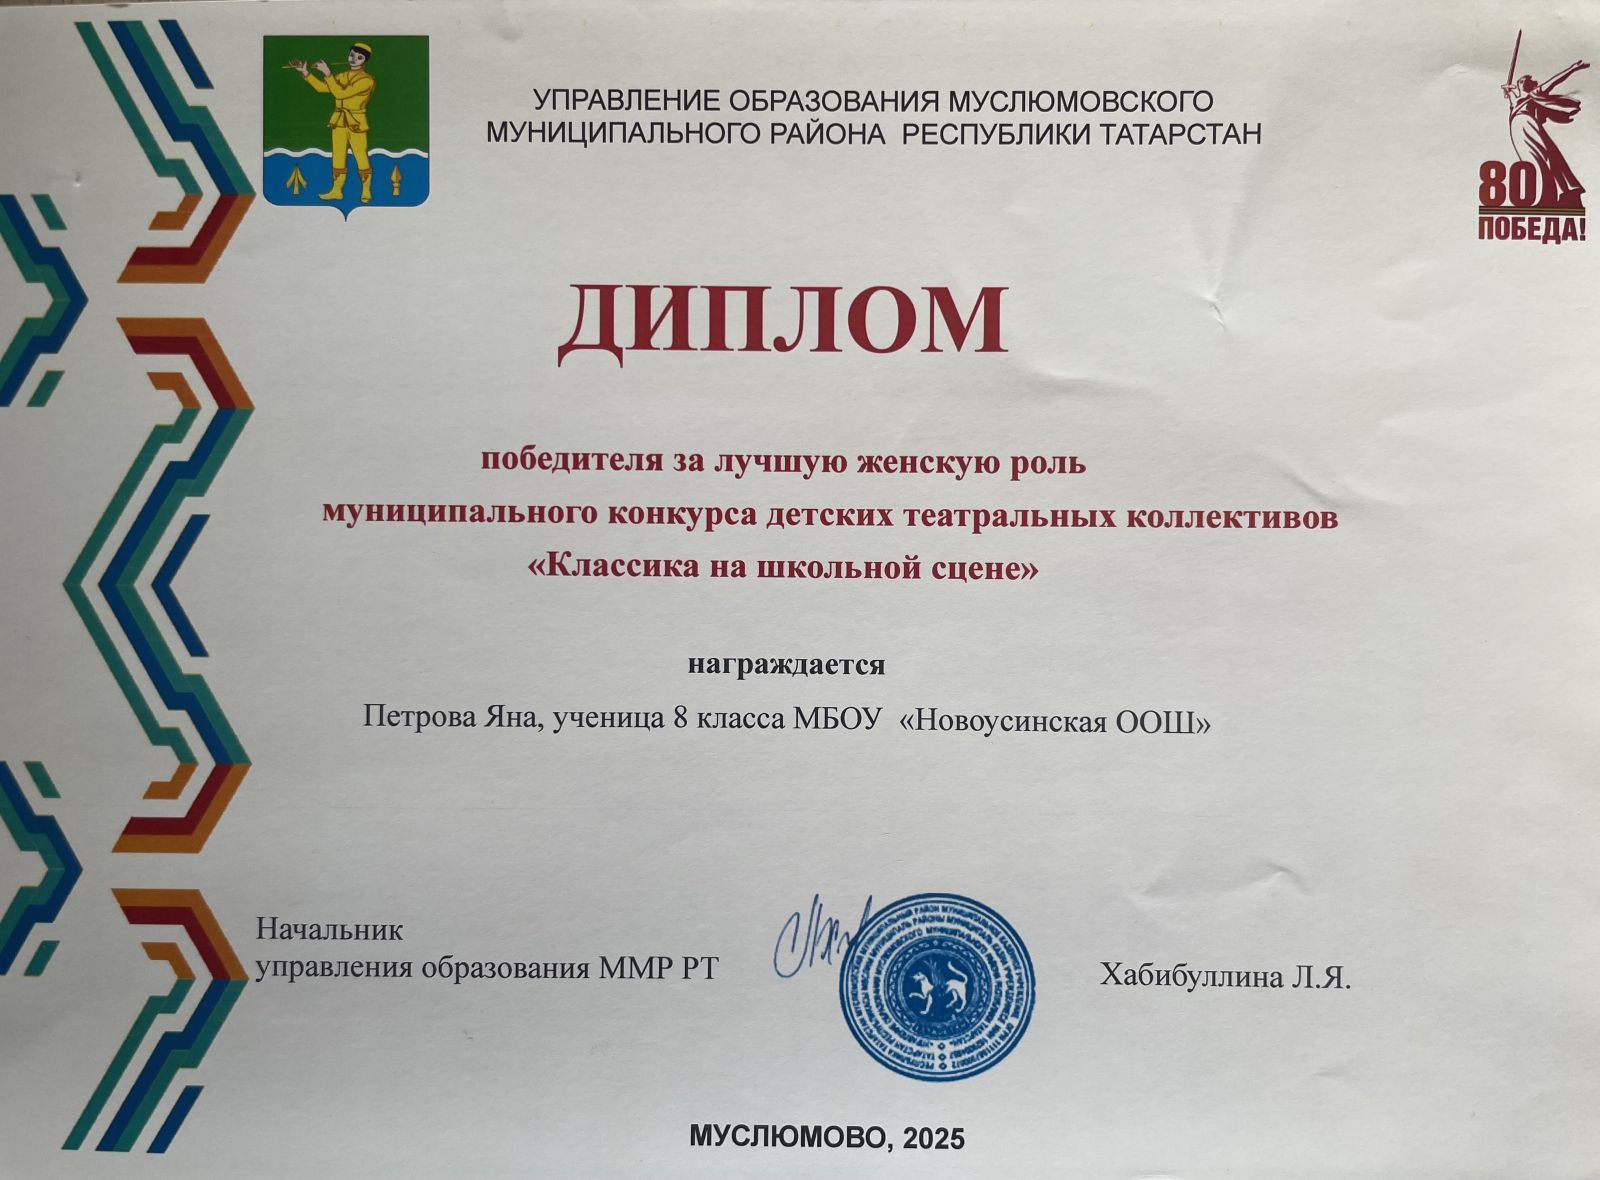 УПРАВЛЕНИЕ ОБРАЗОВАНИЯ МУСЛЮМОВСКОГО
МУНИЦИПАЛЬНОГО РАЙОНА РЕСПУБЛИКИ ТАТАРСТАН
80
ПОБЕДА!
ДИПЛОМ
победителя за лучшую женскую роль
муниципального конкурса детских театральных коллективов
«Классика на школьной сцене»
награждается
Петрова Яна, ученица 8 класса МБОУ «Новоусинская ООШ»
Начальник
управления образования ММР РТ
Хабибуллина Л.Я.
МУСЛЮМОВО, 2025